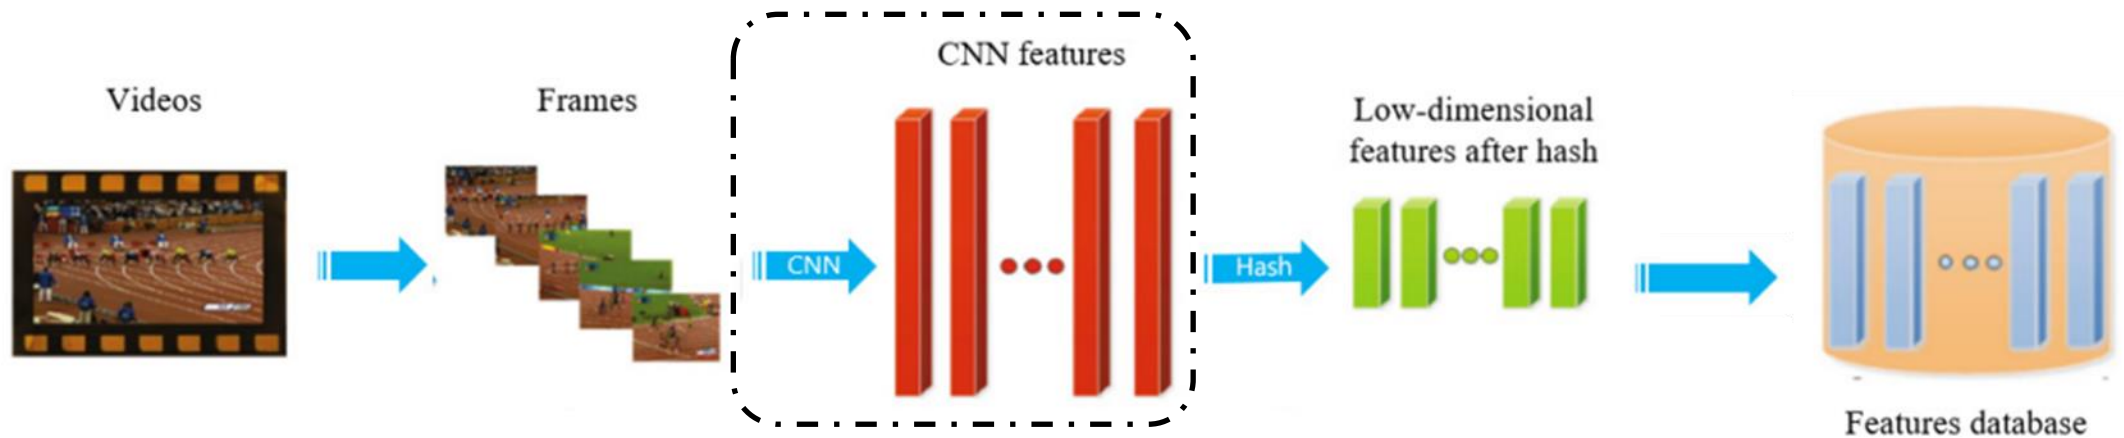 Videos
Frames
CNN
CNN features
Hash
Low-dimensional
features after hash
Features database